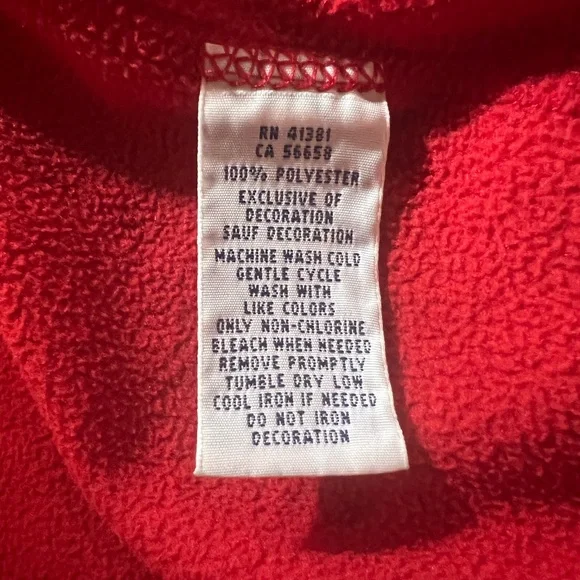 RN 41381
CA 56658
100% POLYESTER
EXCLUSIVE OF
DECORATION
SAUF DECORATION
MACHINE WASH COLD
GENTLE CYCLE
WASH WITH
LIKE COLORS
ONLY NON-CHLORINE
BLEACH WHEN NEEDED
REMOVE PROMPTLY
TUMBLE DRY LOW
COOL IRON IF NEEDED
DO NOT IRON
DECORATION